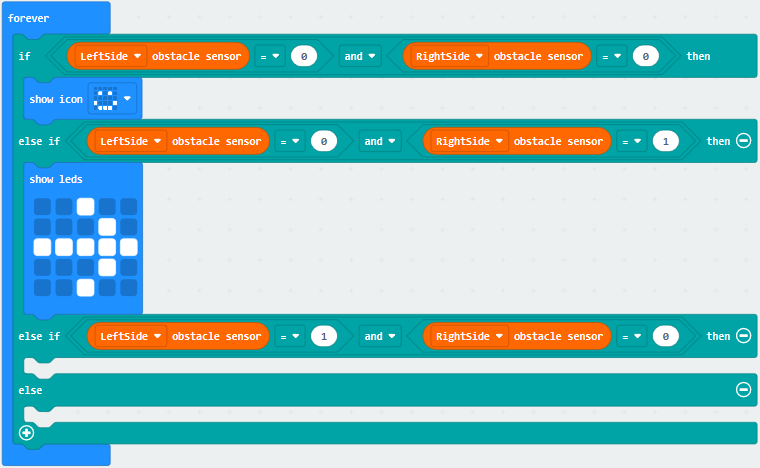 forever
if LeftSide obstacle sensor = 0 and RightSide obstacle sensor = 0 then
show icon
else if LeftSide obstacle sensor = 0 and RightSide obstacle sensor = 1 then
show leds
else if LeftSide obstacle sensor = 1 and RightSide obstacle sensor = 0 then
else